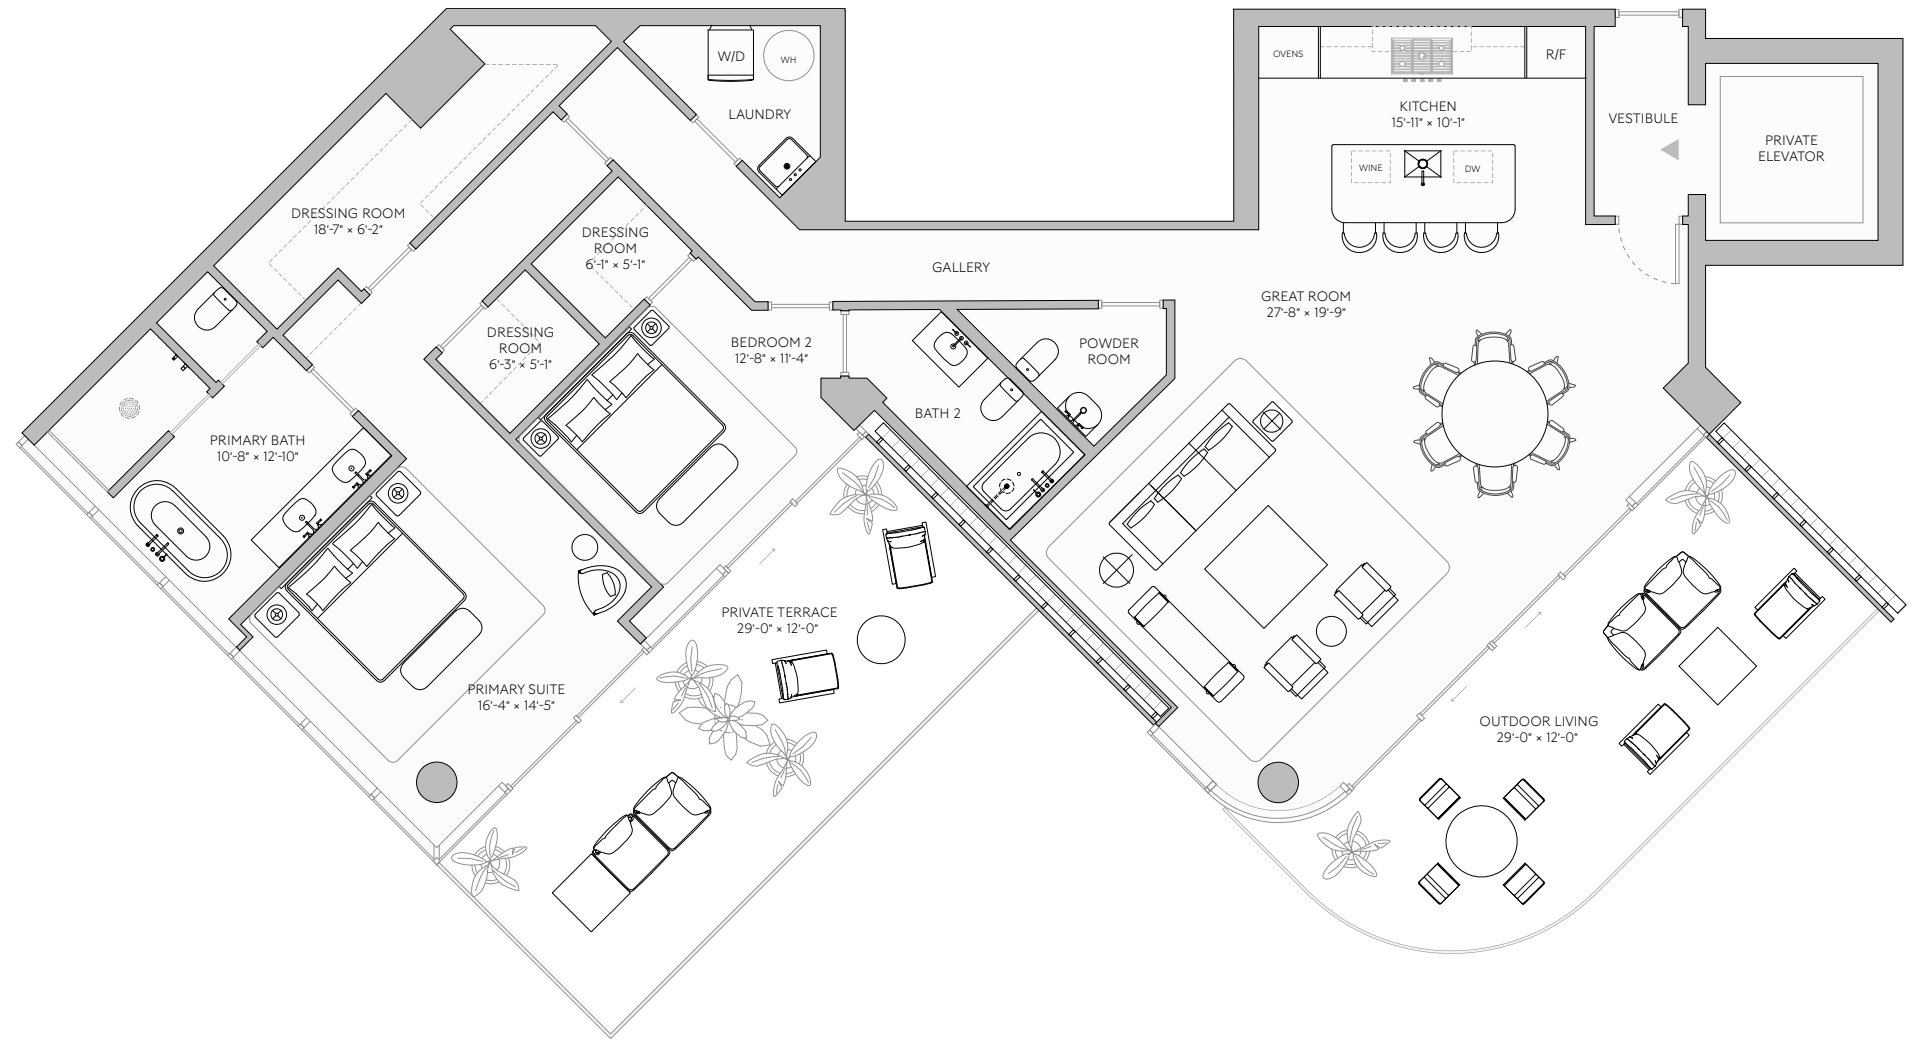 W/D
WH
LAUNDRY
OVENS
R/F
KITCHEN
15'-11" × 10'-1"
VESTIBULE
PRIVATE
ELEVATOR
WINE
DW
DRESSING ROOM
18'-7" × 6'-2"
DRESSING
ROOM
6'-1" × 5'-1"
GALLERY
GREAT ROOM
27'-8" × 19'-9"
DRESSING
ROOM
6'-3" × 5'-1"
BEDROOM 2
12'-8" × 11'-4"
POWDER
ROOM
BATH 2
PRIMARY BATH
10'-8" × 12'-10"
PRIVATE TERRACE
29'-0" × 12'-0"
PRIMARY SUITE
16'-4" × 14'-5"
OUTDOOR LIVING
29'-0" × 12'-0"